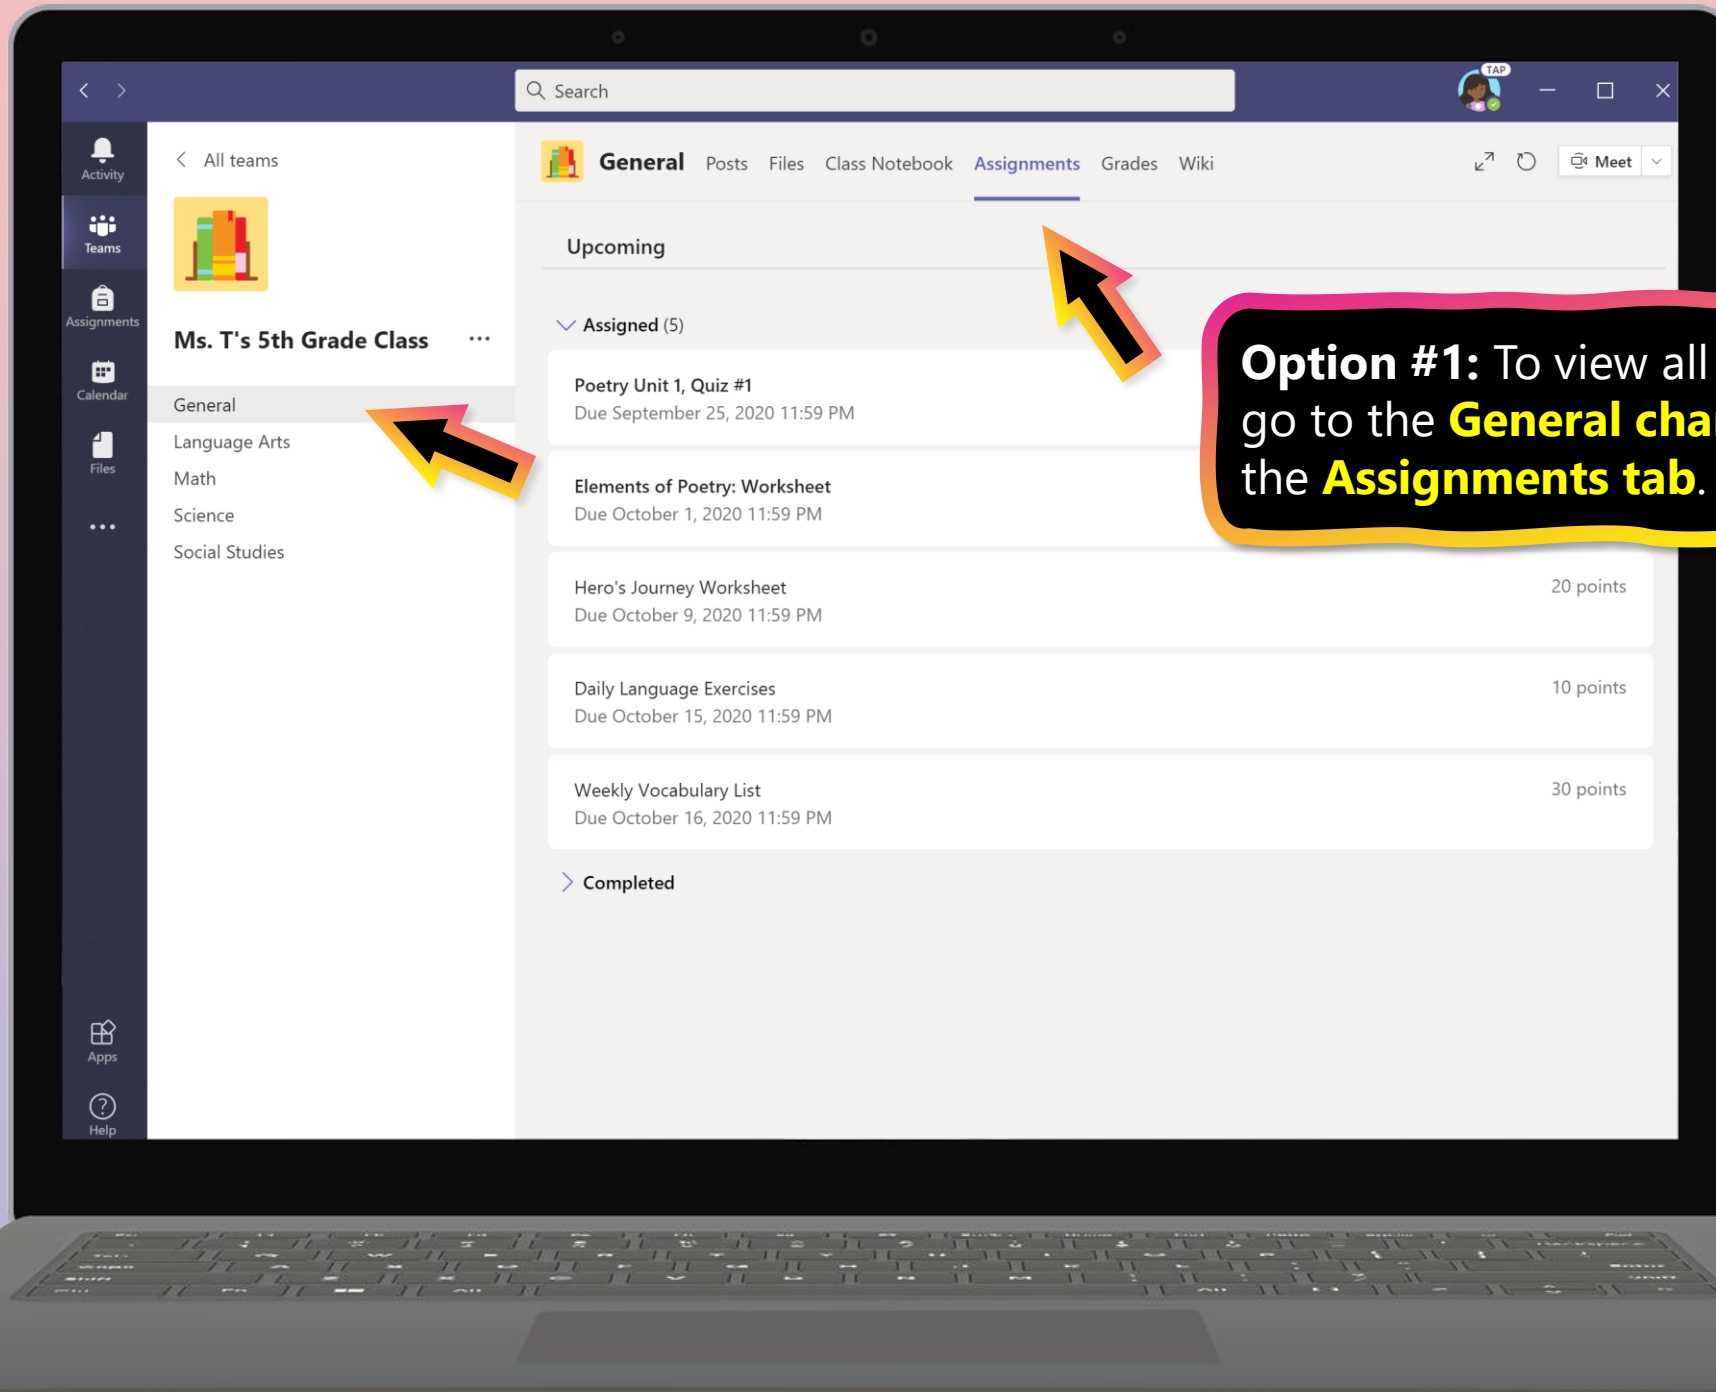 Search
TAP
Activity
Teams
Assignments
Calendar
Files
Apps
Help
All teams
Ms. T's 5th Grade Class
General
Language Arts
Math
Science
Social Studies
General Posts Files Class Notebook Assignments Grades Wiki
Meet
Upcoming
Assigned (5)
Poetry Unit 1, Quiz #1
Due September 25, 2020 11:59 PM
Elements of Poetry: Worksheet
Due October 1, 2020 11:59 PM
Hero's Journey Worksheet
Due October 9, 2020 11:59 PM
20 points
Daily Language Exercises
Due October 15, 2020 11:59 PM
10 points
Weekly Vocabulary List
Due October 16, 2020 11:59 PM
30 points
Completed
Option #1: To view all
go to the General
the Assignments tab.